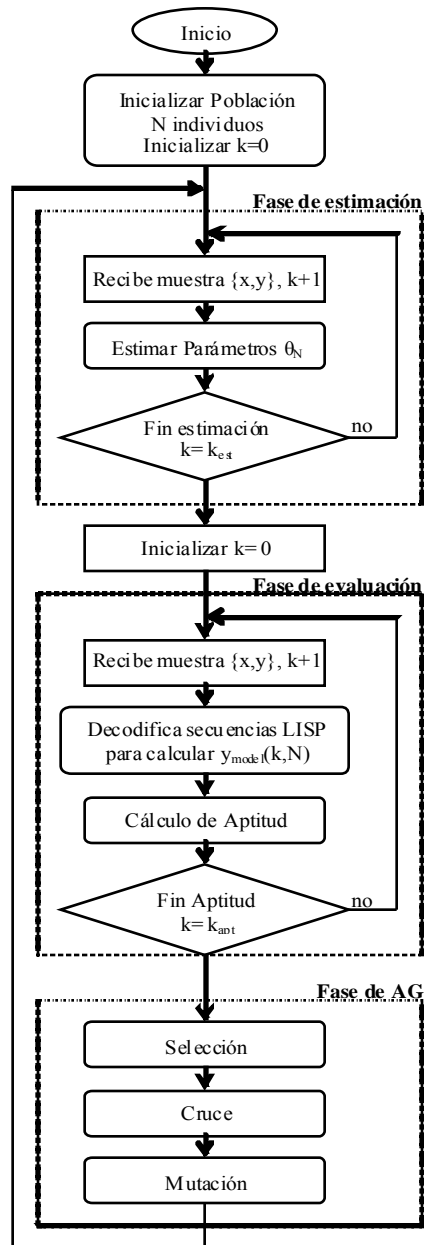 Inicio
Inicializar Población
N individuos
Inicializar k=0
Fase de estimación
Recibe muestra {x,y}, k+1
Estimar Parámetros θN
Fin estimación
k= kest
no
Inicializar k=0
Fase de evaluación
Recibe muestra {x,y}, k+1
Decodifica secuencias LISP
para calcular ymodel(k,N)
Cálculo de Aptitud
Fin Aptitud
k= kapt
no
Fase de AG
Selección
Cruce
Mutación